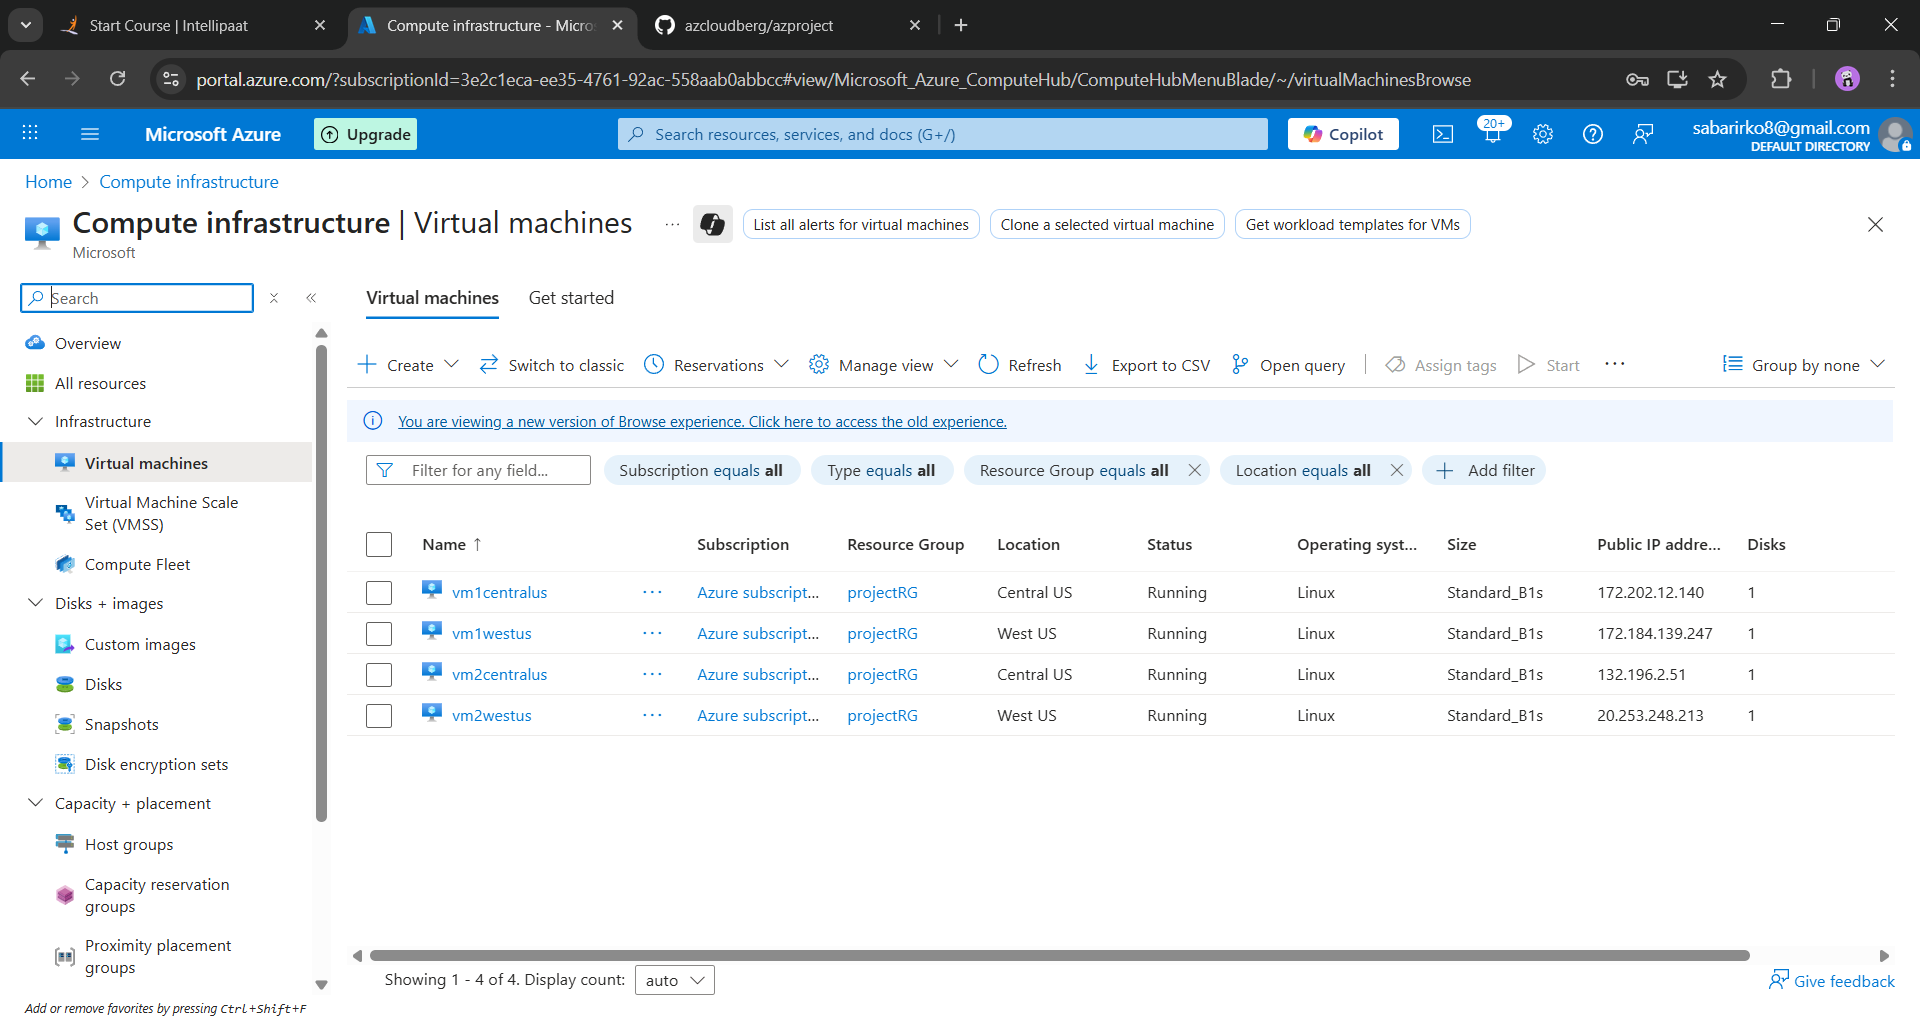 Start Course | Intellipaat
Compute infrastructure - Micro
azcloudberg/azproject
portal.azure.com/?subscriptionId=3e2c1eca-ee35-4761-92ac-558aab0abbcc#view/Microsoft_Azure_ComputeHub/ComputeHubMenuBlade/~/virtualMachinesBrowse
Microsoft Azure
Upgrade
Search resources, services, and docs (G+/)
Copilot
20+
sabarirko8@gmail.com
DEFAULT DIRECTORY
Home > Compute infrastructure
Compute infrastructure | Virtual machines
Microsoft
...
List all alerts for virtual machines
Clone a selected virtual machine
Get workload templates for VMs
Search
Overview
All resources
Infrastructure
Virtual machines
Virtual Machine Scale
Set (VMSS)
Compute Fleet
Disks + images
Custom images
Disks
Snapshots
Disk encryption sets
Capacity + placement
Host groups
Capacity reservation
groups
Proximity placement
groups
Add or remove favorites by pressing Ctrl+Shift+F
Virtual machines Get started
Create Switch to classic Reservations Manage view Refresh Export to CSV Open query Assign tags Start ... Group by none
You are viewing a new version of Browse experience. Click here to access the old experience.
Filter for any field... Subscription equals all Type equals all Resource Group equals all Location equals all Add filter
Name ↑ Subscription Resource Group Location Status Operating syst... Size Public IP addre... Disks
vm1centralus ... Azure subscript... projectRG Central US Running Linux Standard_B1s 172.202.12.140 1
vm1westus ... Azure subscript... projectRG West US Running Linux Standard_B1s 172.184.139.247 1
vm2centralus ... Azure subscript... projectRG Central US Running Linux Standard_B1s 132.196.2.51 1
vm2westus ... Azure subscript... projectRG West US Running Linux Standard_B1s 20.253.248.213 1
Showing 1 - 4 of 4. Display count: auto
Give feedback